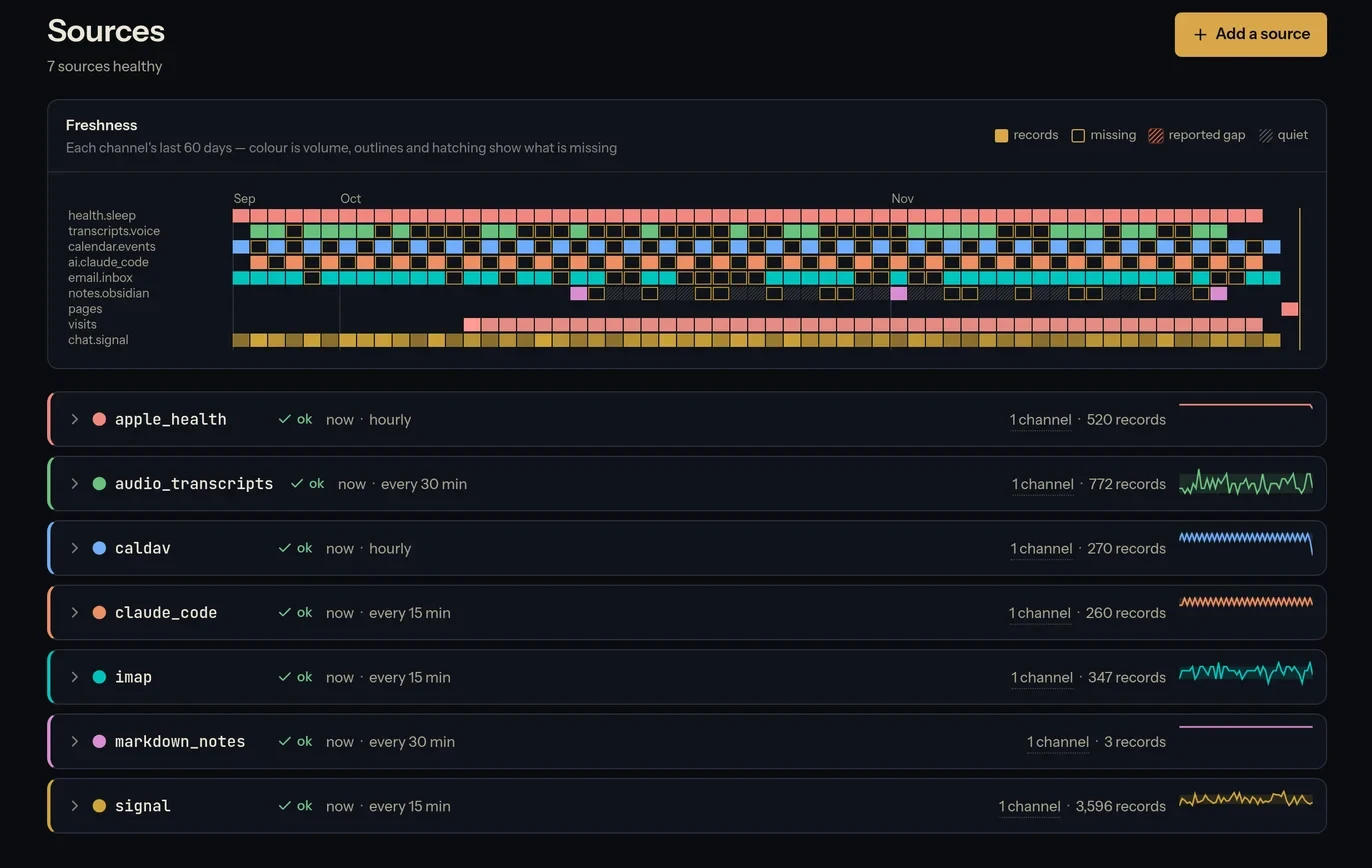 Sources
+ Add a source
7 sources healthy
Freshness
Each channel's last 60 days — colour is volume, outlines and hatching show what is missing
records missing reported gap quiet
Sep Oct Nov
health.sleep
transcripts.voice
calendar.events
ai.claude_code
email.inbox
notes.obsidian
pages
visits
chat.signal
apple_health ✓ ok now · hourly 1 channel · 520 records
audio_transcripts ✓ ok now · every 30 min 1 channel · 772 records
caldav ✓ ok now · hourly 1 channel · 270 records
claude_code ✓ ok now · every 15 min 1 channel · 260 records
imap ✓ ok now · every 15 min 1 channel · 347 records
markdown_notes ✓ ok now · every 30 min 1 channel · 3 records
signal ✓ ok now · every 15 min 1 channel · 3,596 records